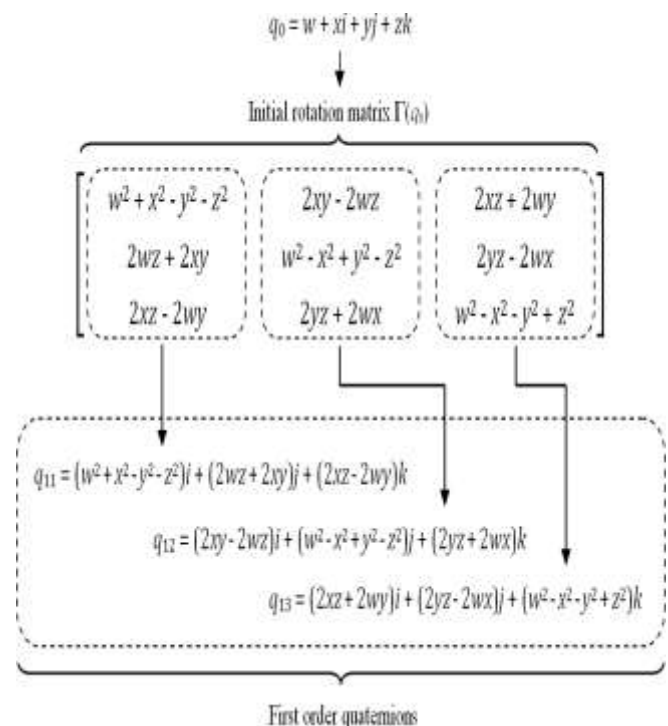 q₀ = w + xi + yj + zk
Initial rotation matrix Γ(q₀)
w² + x² - y² - z² 2xy - 2wz 2xz + 2wy
2wz + 2xy w² - x² + y² - z² 2yz - 2wx
2xz - 2wy 2yz + 2wx w² - x² - y² + z²
q₁₁ = (w² + x² - y² - z²)i + (2wz + 2xy)j + (2xz - 2wy)k
q₁₂ = (2xy - 2wz)i + (w² - x² + y² - z²)j + (2yz + 2wx)k
q₁₃ = (2xz + 2wy)i + (2yz - 2wx)j + (w² - x² - y² + z²)k
First order quaternions